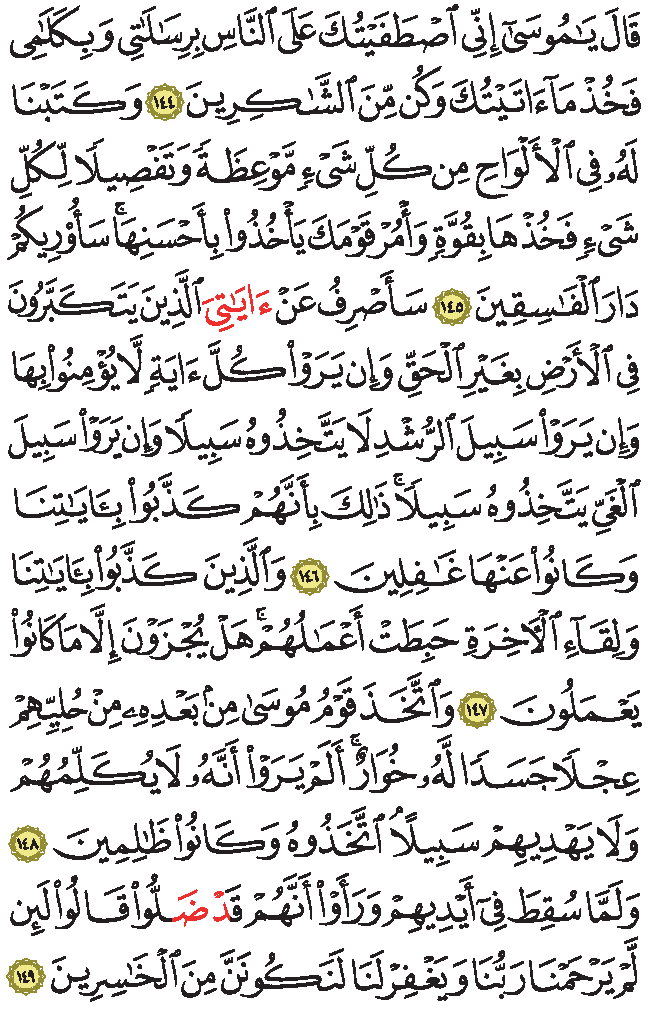 قَالَ يَٰمُوسَىٰٓ إِنِّي ٱصۡطَفَيۡتُكَ عَلَى ٱلنَّاسِ بِرِسَٰلَٰتِي وَبِكَلَٰمِي
فَخُذۡ مَآ ءَاتَيۡتُكَ وَكُن مِّنَ ٱلشَّٰكِرِينَ ١٤٤ وَكَتَبۡنَا
لَهُۥ فِي ٱلۡأَلۡوَاحِ مِن كُلِّ شَيۡءٖ مَّوۡعِظَةٗ وَتَفۡصِيلٗا لِّكُلِّ
شَيۡءٖ فَخُذۡهَا بِقُوَّةٖ وَأۡمُرۡ قَوۡمَكَ يَأۡخُذُواْ بِأَحۡسَنِهَاۚ سَأُوْرِيكُمۡ
دَارَ ٱلۡفَٰسِقِينَ ١٤٥ سَأَصۡرِفُ عَنۡ ءَايَٰتِيَ ٱلَّذِينَ يَتَكَبَّرُونَ
فِي ٱلۡأَرۡضِ بِغَيۡرِ ٱلۡحَقِّ وَإِن يَرَوۡاْ كُلَّ ءَايَةٖ لَّا يُؤۡمِنُواْ بِهَا
وَإِن يَرَوۡاْ سَبِيلَ ٱلرُّشۡدِ لَا يَتَّخِذُوهُ سَبِيلٗا وَإِن يَرَوۡاْ سَبِيلَ
ٱلۡغَيِّ يَتَّخِذُوهُ سَبِيلٗاۚ ذَٰلِكَ بِأَنَّهُمۡ كَذَّبُواْ بِـَٔايَٰتِنَا
وَكَانُواْ عَنۡهَا غَٰفِلِينَ ١٤٦ وَٱلَّذِينَ كَذَّبُواْ بِـَٔايَٰتِنَا
وَلِقَآءِ ٱلۡأٓخِرَةِ حَبِطَتۡ أَعۡمَٰلُهُمۡۚ هَلۡ يُجۡزَوۡنَ إِلَّا مَا كَانُواْ
يَعۡمَلُونَ ١٤٧ وَٱتَّخَذَ قَوۡمُ مُوسَىٰ مِنۢ بَعۡدِهِۦ مِنۡ حُلِيِّهِمۡ
عِجۡلٗا جَسَدٗا لَّهُۥ خُوَارٌۚ أَلَمۡ يَرَوۡاْ أَنَّهُۥ لَا يُكَلِّمُهُمۡ
وَلَا يَهۡدِيهِمۡ سَبِيلًاۘ ٱتَّخَذُوهُ وَكَانُواْ ظَٰلِمِينَ ١٤٨
وَلَمَّا سُقِطَ فِيٓ أَيۡدِيهِمۡ وَرَأَوۡاْ أَنَّهُمۡ قَدۡ ضَلُّواْ قَالُواْ لَئِن
لَّمۡ يَرۡحَمۡنَا رَبُّنَا وَيَغۡفِرۡ لَنَا لَنَكُونَنَّ مِنَ ٱلۡخَٰسِرِينَ ١٤٩